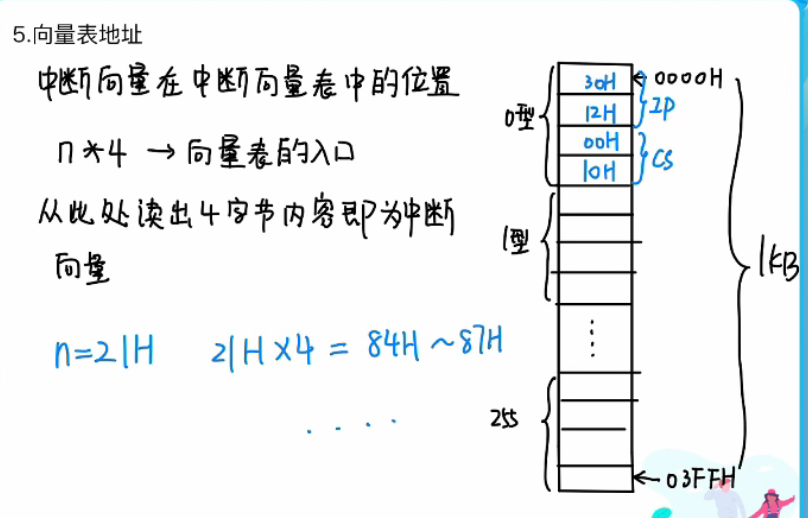 5.向量表地址
中断向量在中断向量表中的位置
n*4 → 向量表的入口
从此处读出4字节内容即为中断
向量
n=21H 21H×4 = 84H～87H
....
0型
30H
12H
00H
10H
IP
CS
←0000H
1型
255
←03FFH
1KB